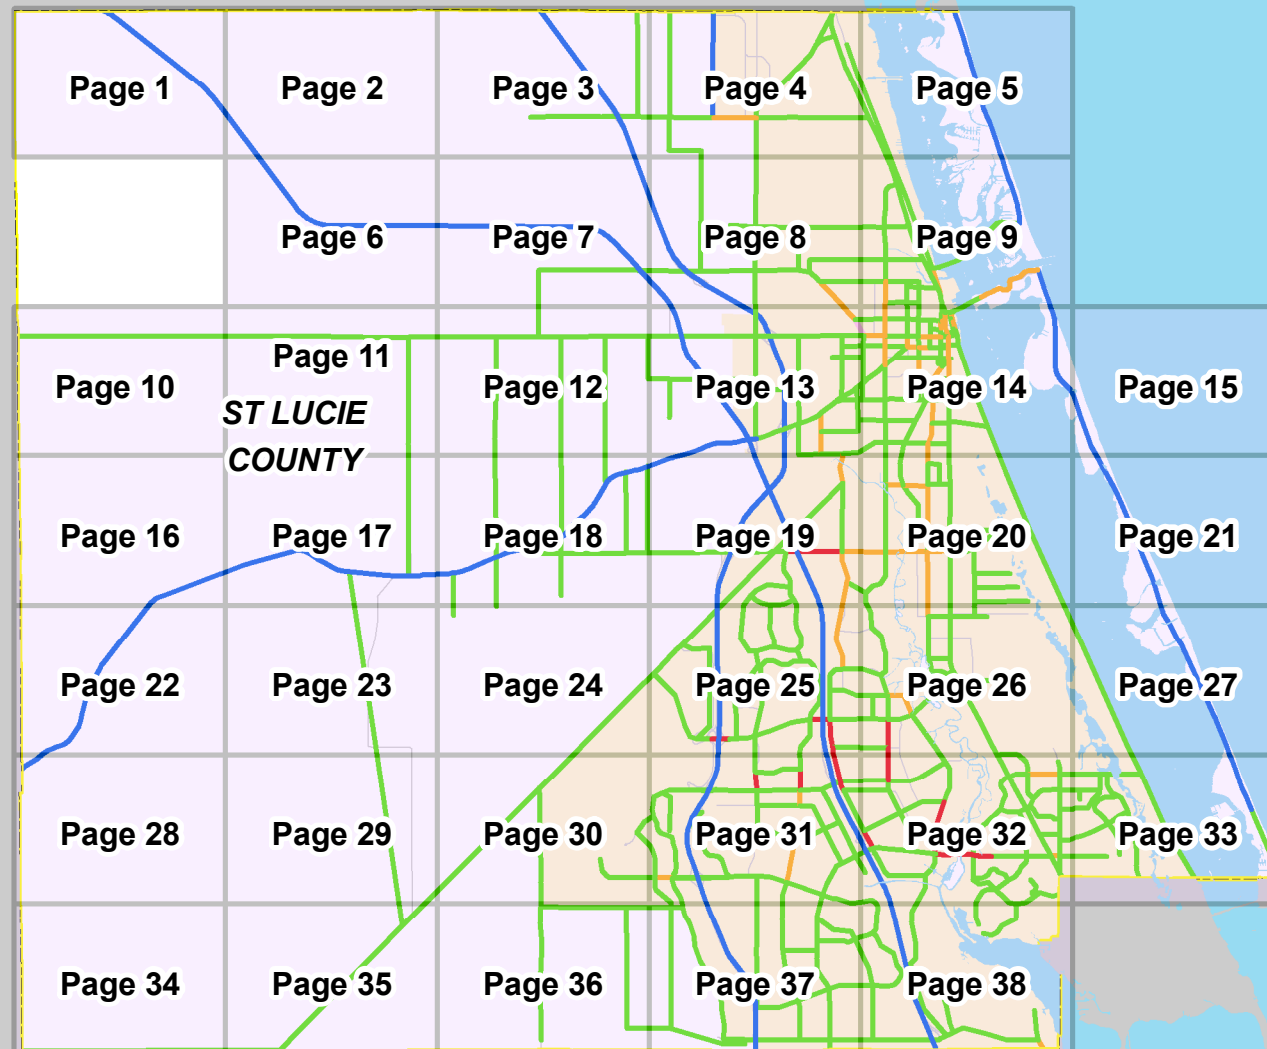 Page 1
Page 2
Page 3
Page 4
Page 5
Page 6
Page 7
Page 8
Page 9
Page 10
Page 11
Page 12
Page 13
Page 14
Page 15
ST LUCIE
COUNTY
Page 16
Page 17
Page 18
Page 19
Page 20
Page 21
Page 22
Page 23
Page 24
Page 25
Page 26
Page 27
Page 28
Page 29
Page 30
Page 31
Page 32
Page 33
Page 34
Page 35
Page 36
Page 37
Page 38